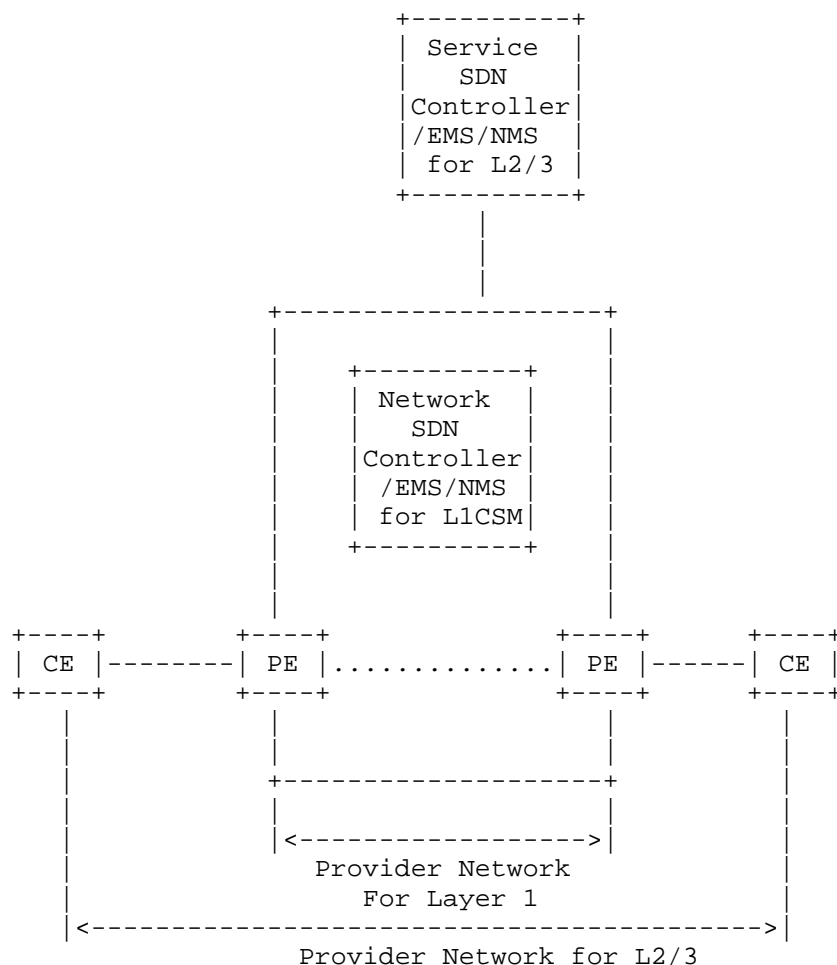 Service
SDN
Controller
/EMS/NMS
for L2/3
Network
SDN
Controller
/EMS/NMS
for L1CSM
CE
PE
PE
CE
Provider Network
For Layer 1
Provider Network for L2/3